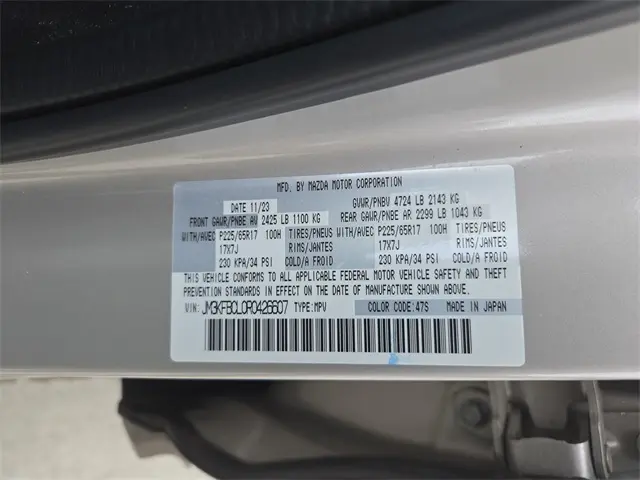 MFD. BY MAZDA MOTOR CORPORATION
DATE 11/23 GVWR/PNBV 4724 LB 2143 KG
FRONT GAWR/PNBE AV 2425 LB 1100 KG REAR GAWR/PNBE AR 2299 LB 1043 KG
WITH/AVEC P225/65R17 100H TIRES/PNEUS WITH/AVEC P225/65R17 100H TIRES/PNEUS
17X7J RIMS/JANTES 17X7J RIMS/JANTES
230 KPA/34 PSI COLD/A FROID 230 KPA/34 PSI COLD/A FROID
THIS VEHICLE CONFORMS TO ALL APPLICABLE FEDERAL MOTOR VEHICLE SAFETY AND THEFT
PREVENTION STANDARDS IN EFFECT ON THE DATE OF MANUFACTURE SHOWN ABOVE.
VIN: JM3KFBCL0R0426607 TYPE:MPV COLOR CODE:47S MADE IN JAPAN